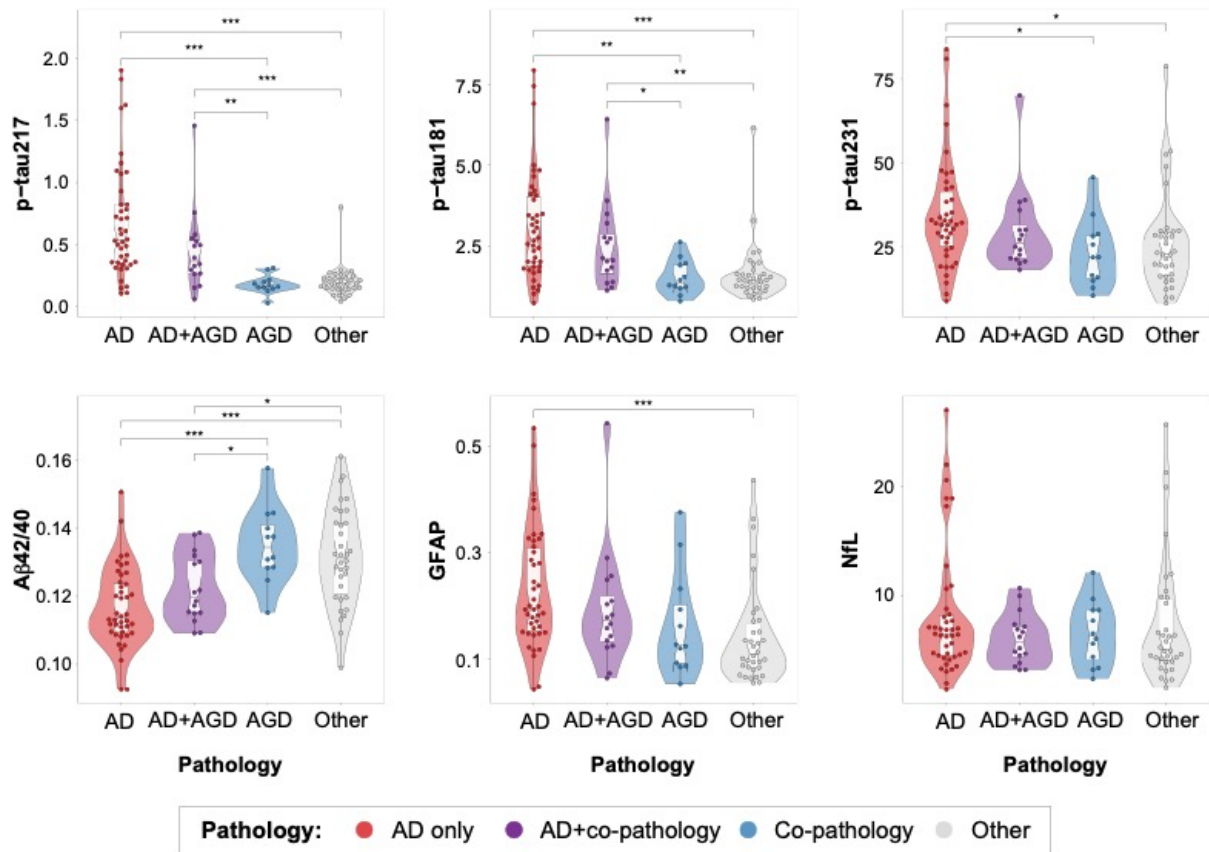 ***
***
***
**
p-tau217
2.0
1.5
1.0
0.5
0.0
AD AD+AGD AGD Other
***
**
**
*
p-tau181
7.5
5.0
2.5
AD AD+AGD AGD Other
*
*
p-tau231
75
50
25
AD AD+AGD AGD Other
*
***
***
*
Aβ42/40
0.16
0.14
0.12
0.10
AD AD+AGD AGD Other
Pathology
***
GFAP
0.5
0.3
0.1
AD AD+AGD AGD Other
Pathology
NfL
20
10
AD AD+AGD AGD Other
Pathology
Pathology: AD only AD+co-pathology Co-pathology Other